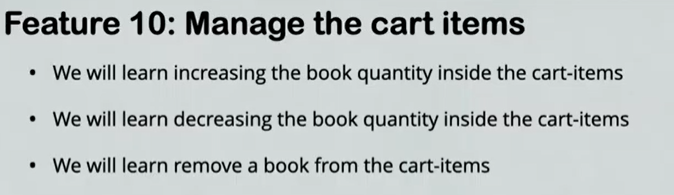 Feature 10: Manage the cart items
• We will learn increasing the book quantity inside the cart-items
• We will learn decreasing the book quantity inside the cart-items
• We will learn remove a book from the cart-items